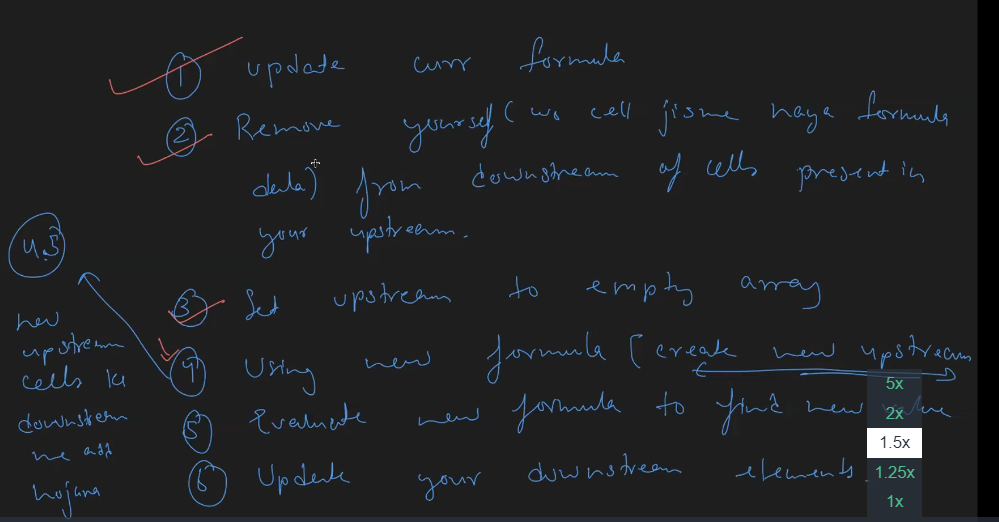 ① update curr formula
② Remove yourself (wo cell jisme naya formula
dala) from downstream of cells present in
your upstream.
③ Set upstream to empty array
④ Using new formula (create new upstream
⑤ Evaluate new formula to find new value
⑥ Update your downstream elements.
4.5
new
upstream
cells ka
downstream
me add
hojana
5x
2x
1.5x
1.25x
1x